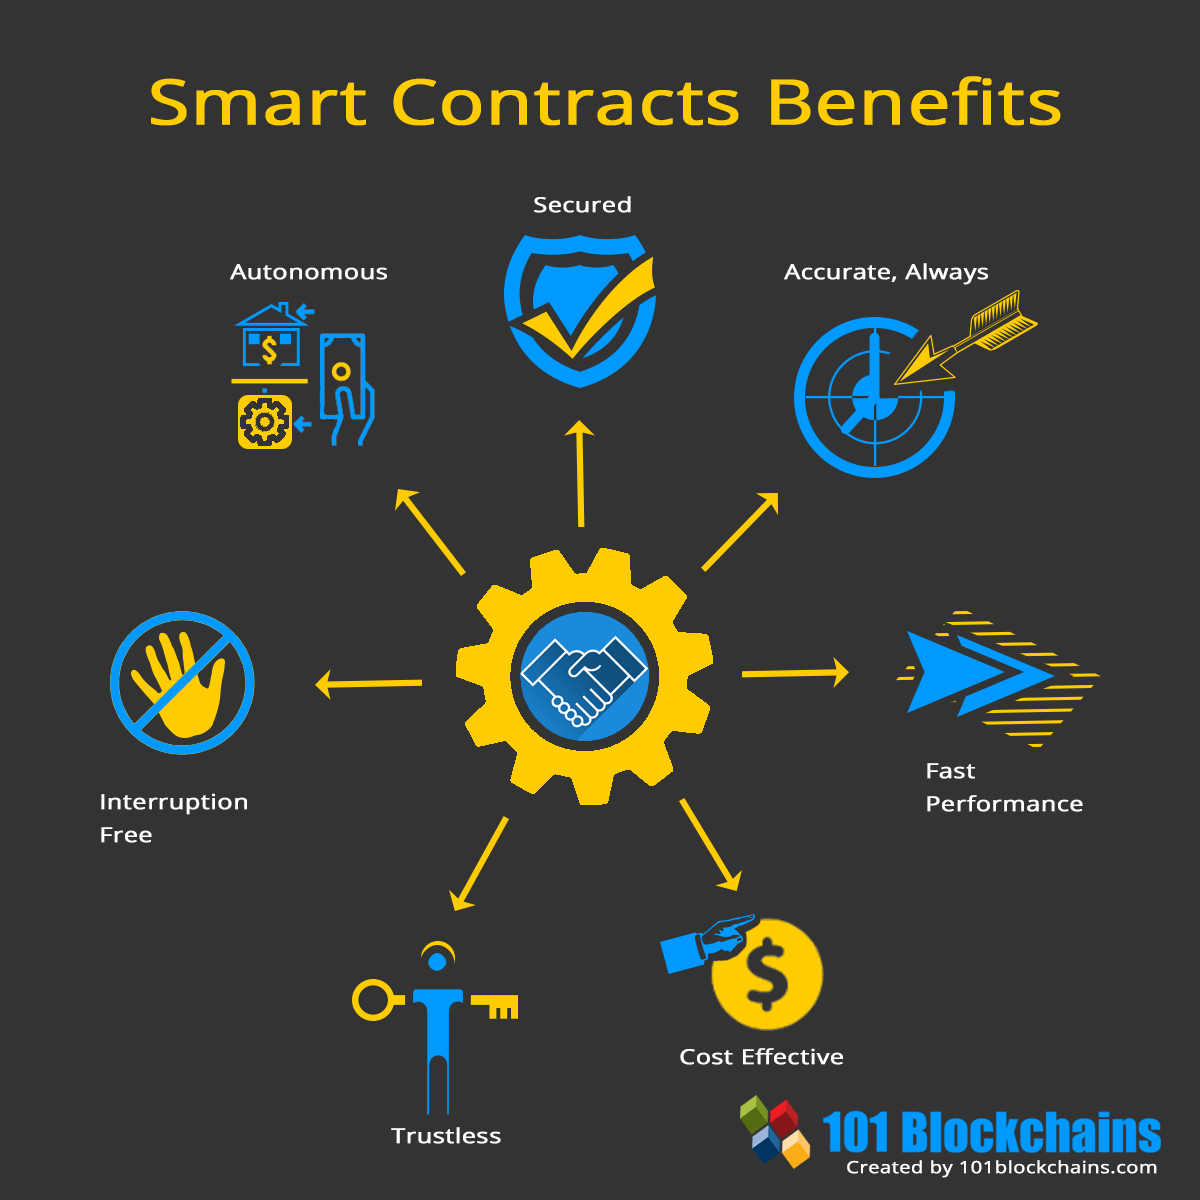 Smart Contracts Benefits
Secured
Autonomous
Accurate, Always
$
Interruption
Free
Fast
Performance
$
Cost Effective
Trustless
101 Blockchains
Created by 101blockchains.com